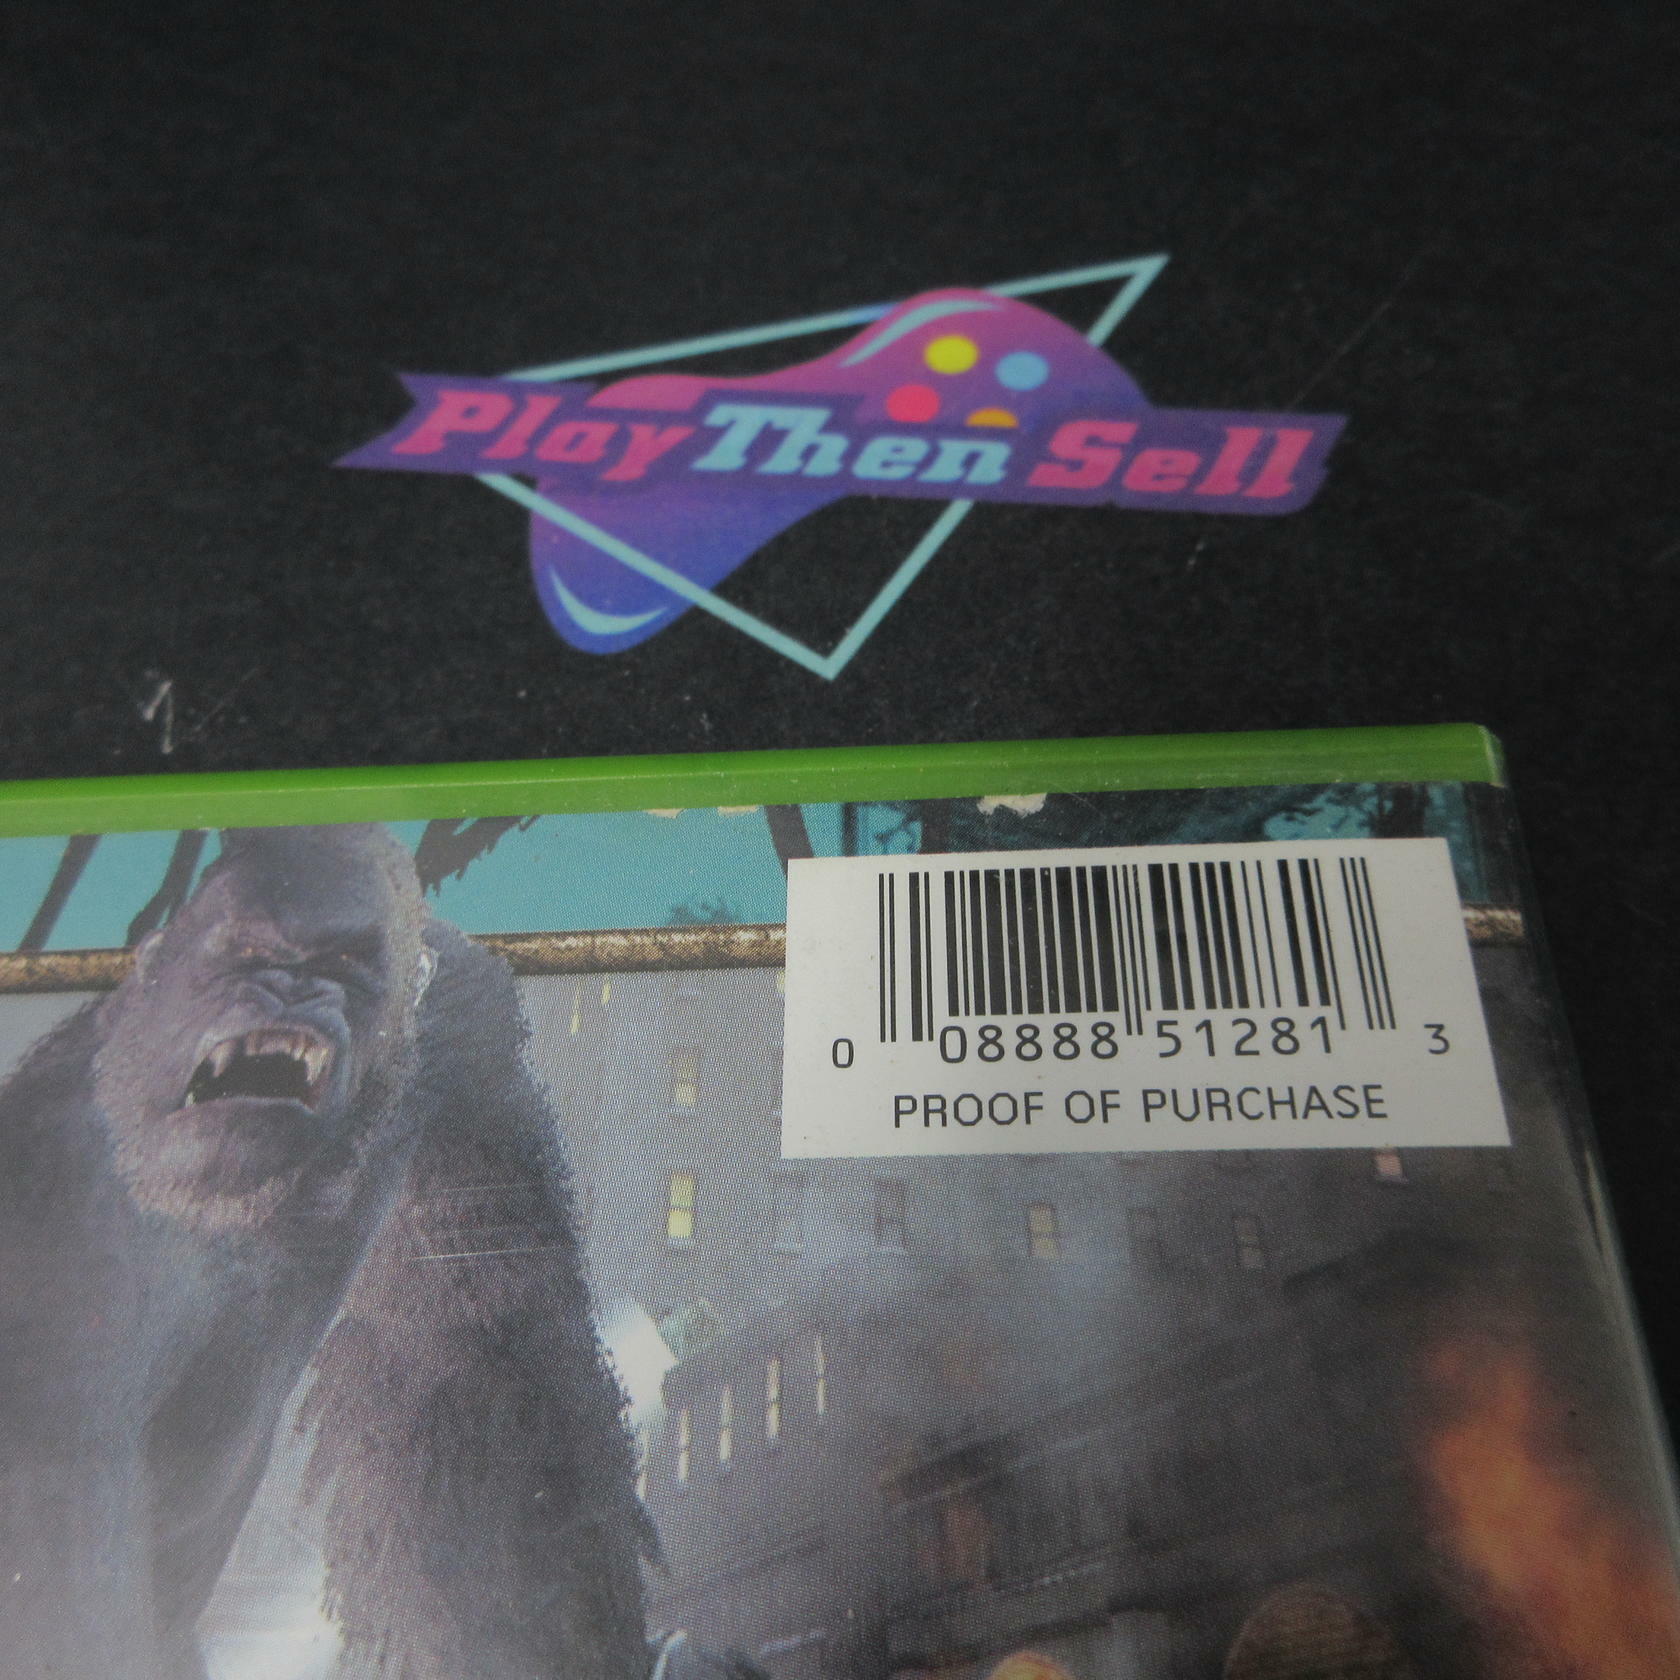 Play Then Sell
0 08888 51281 3
PROOF OF PURCHASE